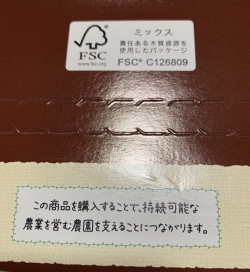 ミックス
責任ある木質資源を
使用したパッケージ
FSC
www.fsc.org
FSC® C126809
この商品を購入することで、持続可能な
農業を営む農園を支えることにつながります。